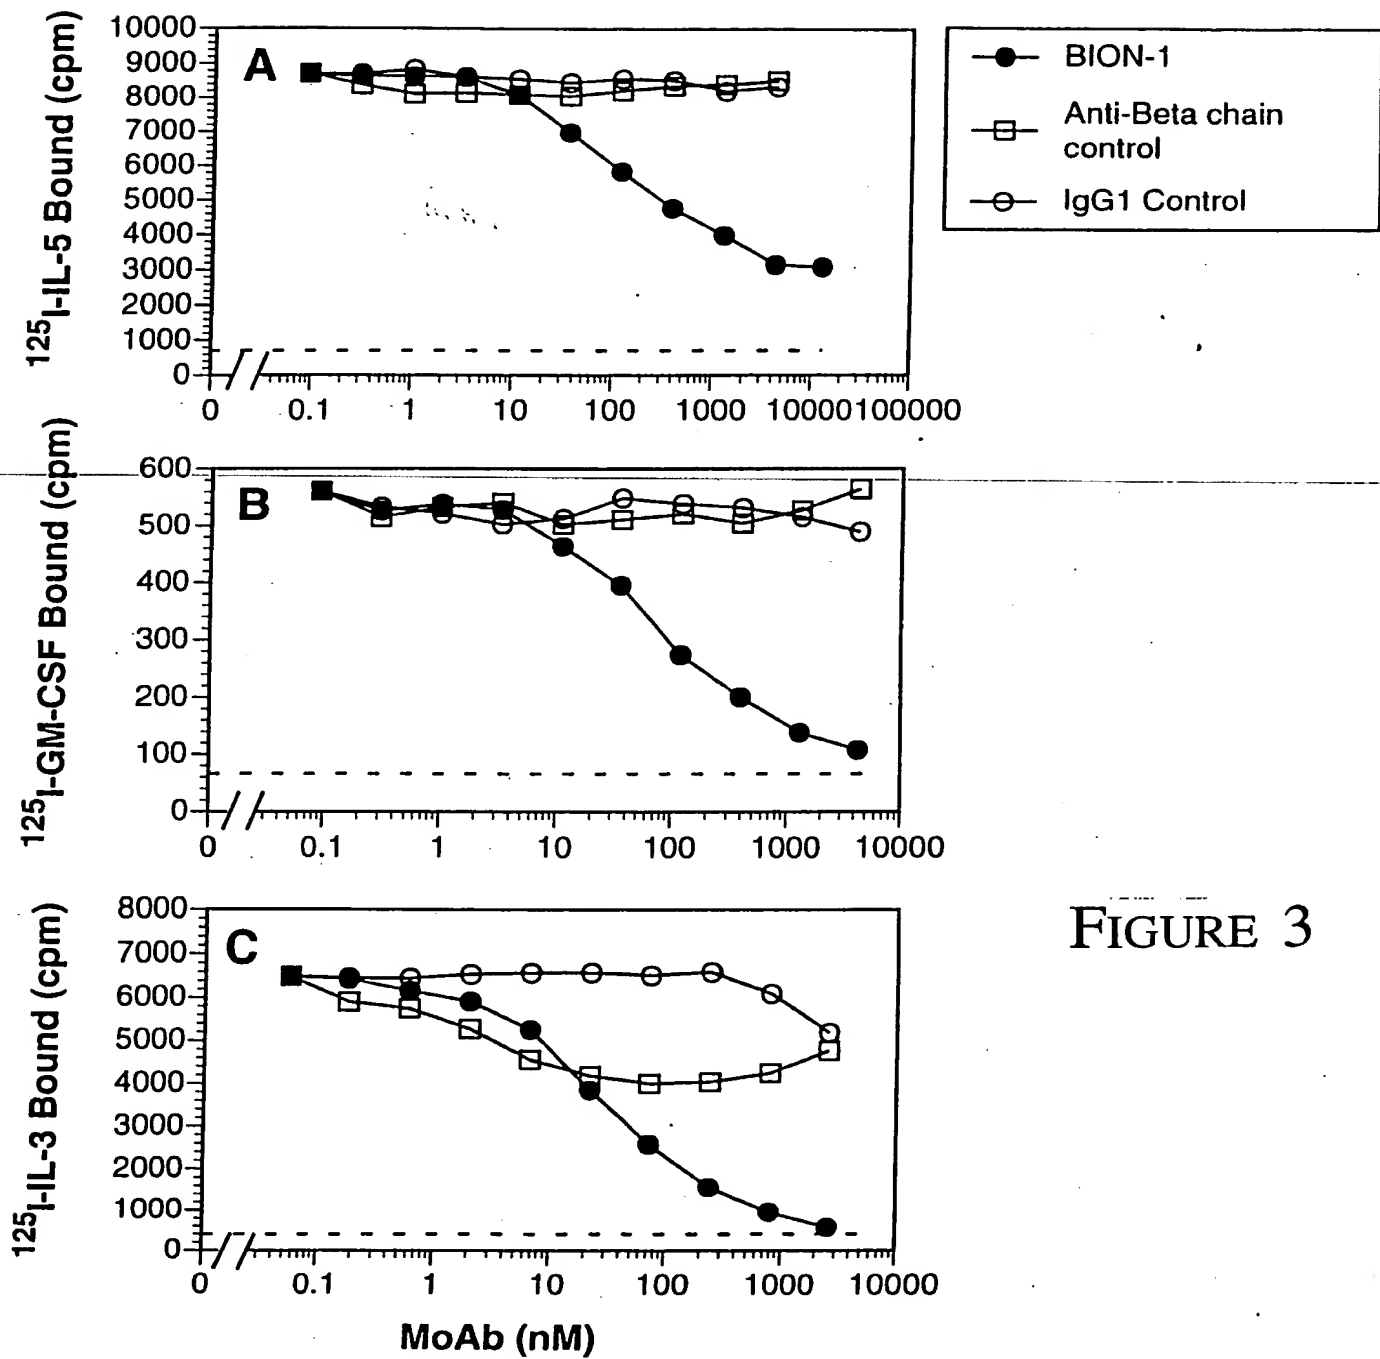 A
¹²⁵I-IL-5 Bound (cpm)
10000
9000
8000
7000
6000
5000
4000
3000
2000
1000
0
0 0.1 1 10 100 1000 10000 100000
BION-1
Anti-Beta chain
control
IgG1 Control
B
¹²⁵I-GM-CSF Bound (cpm)
600
500
400
300
200
100
0
0 0.1 1 10 100 1000 10000
C
¹²⁵I-IL-3 Bound (cpm)
8000
7000
6000
5000
4000
3000
2000
1000
0
0 0.1 1 10 100 1000 10000
MoAb (nM)
FIGURE 3